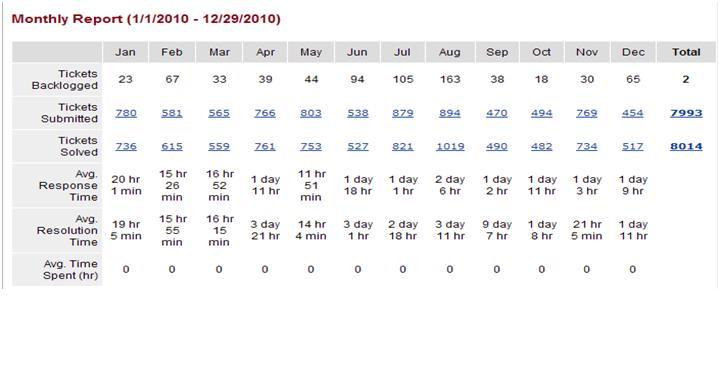 Monthly Report (1/1/2010 - 12/29/2010)
Jan Feb Mar Apr May Jun Jul Aug Sep Oct Nov Dec Total
Tickets Backlogged 23 67 33 39 44 94 105 163 38 18 30 65 2
Tickets Submitted 780 581 565 766 803 538 879 894 470 494 769 454 7993
Tickets Solved 736 615 559 761 753 527 821 1019 490 482 734 517 8014
Avg. Response Time 20 hr 1 min 15 hr 26 min 16 hr 52 min 1 day 11 hr 11 hr 51 min 1 day 18 hr 1 day 1 hr 2 day 6 hr 1 day 2 hr 1 day 11 hr 1 day 3 hr 1 day 9 hr
Avg. Resolution Time 19 hr 5 min 15 hr 55 min 16 hr 15 min 3 day 21 hr 14 hr 4 min 3 day 1 hr 2 day 18 hr 3 day 11 hr 9 day 7 hr 1 day 8 hr 21 hr 5 min 1 day 11 hr
Avg. Time Spent (hr) 0 0 0 0 0 0 0 0 0 0 0 0